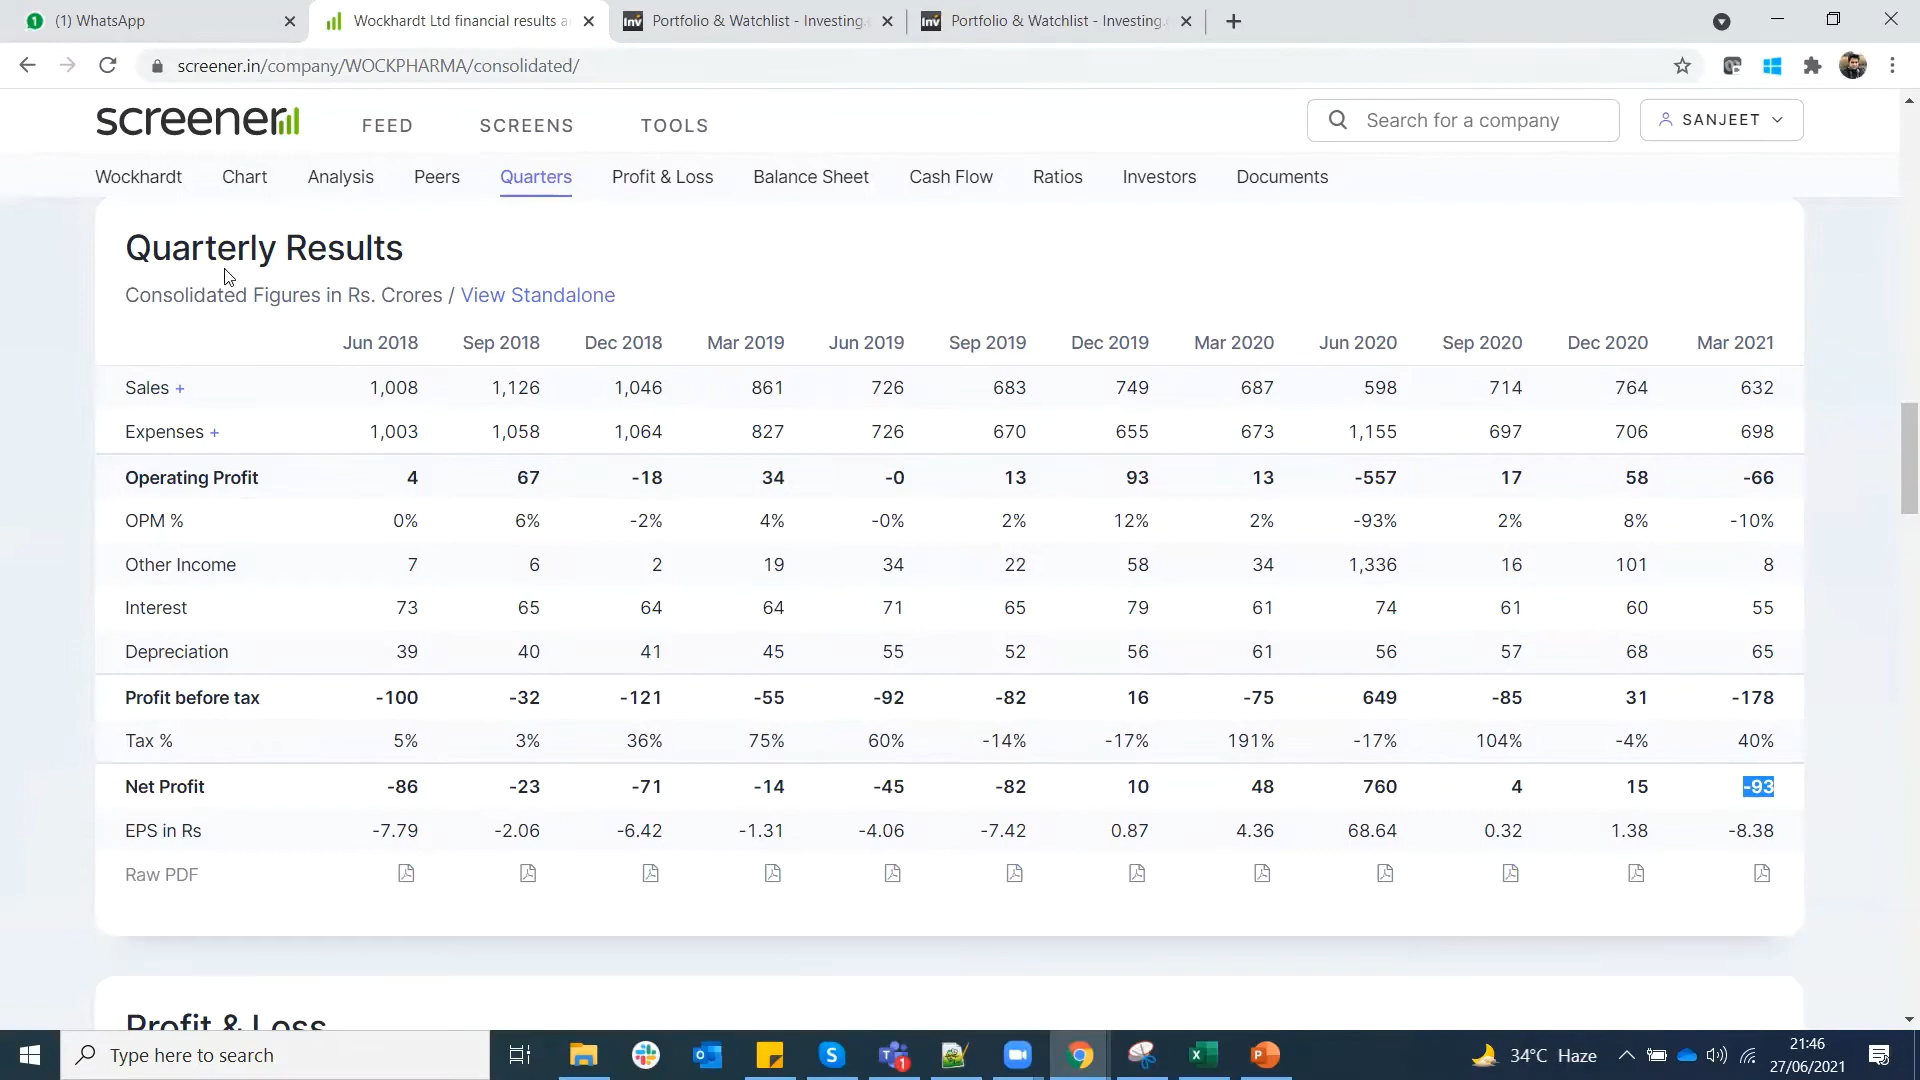 (1) WhatsApp
Wockhardt Ltd financial results a
Portfolio & Watchlist - Investing.
Portfolio & Watchlist - Investing.
screener.in/company/WOCKPHARMA/consolidated/
screener FEED SCREENS TOOLS Search for a company SANJEET
Wockhardt Chart Analysis Peers Quarters Profit & Loss Balance Sheet Cash Flow Ratios Investors Documents
Quarterly Results
Consolidated Figures in Rs. Crores / View Standalone
Jun 2018 Sep 2018 Dec 2018 Mar 2019 Jun 2019 Sep 2019 Dec 2019 Mar 2020 Jun 2020 Sep 2020 Dec 2020 Mar 2021
Sales + 1,008 1,126 1,046 861 726 683 749 687 598 714 764 632
Expenses + 1,003 1,058 1,064 827 726 670 655 673 1,155 697 706 698
Operating Profit 4 67 -18 34 -0 13 93 13 -557 17 58 -66
OPM % 0% 6% -2% 4% -0% 2% 12% 2% -93% 2% 8% -10%
Other Income 7 6 2 19 34 22 58 34 1,336 16 101 8
Interest 73 65 64 64 71 65 79 61 74 61 60 55
Depreciation 39 40 41 45 55 52 56 61 56 57 68 65
Profit before tax -100 -32 -121 -55 -92 -82 16 -75 649 -85 31 -178
Tax % 5% 3% 36% 75% 60% -14% -17% 191% -17% 104% -4% 40%
Net Profit -86 -23 -71 -14 -45 -82 10 48 760 4 15 -93
EPS in Rs -7.79 -2.06 -6.42 -1.31 -4.06 -7.42 0.87 4.36 68.64 0.32 1.38 -8.38
Raw PDF
Profit & Loss
Type here to search
34°C Haze
21:46
27/06/2021